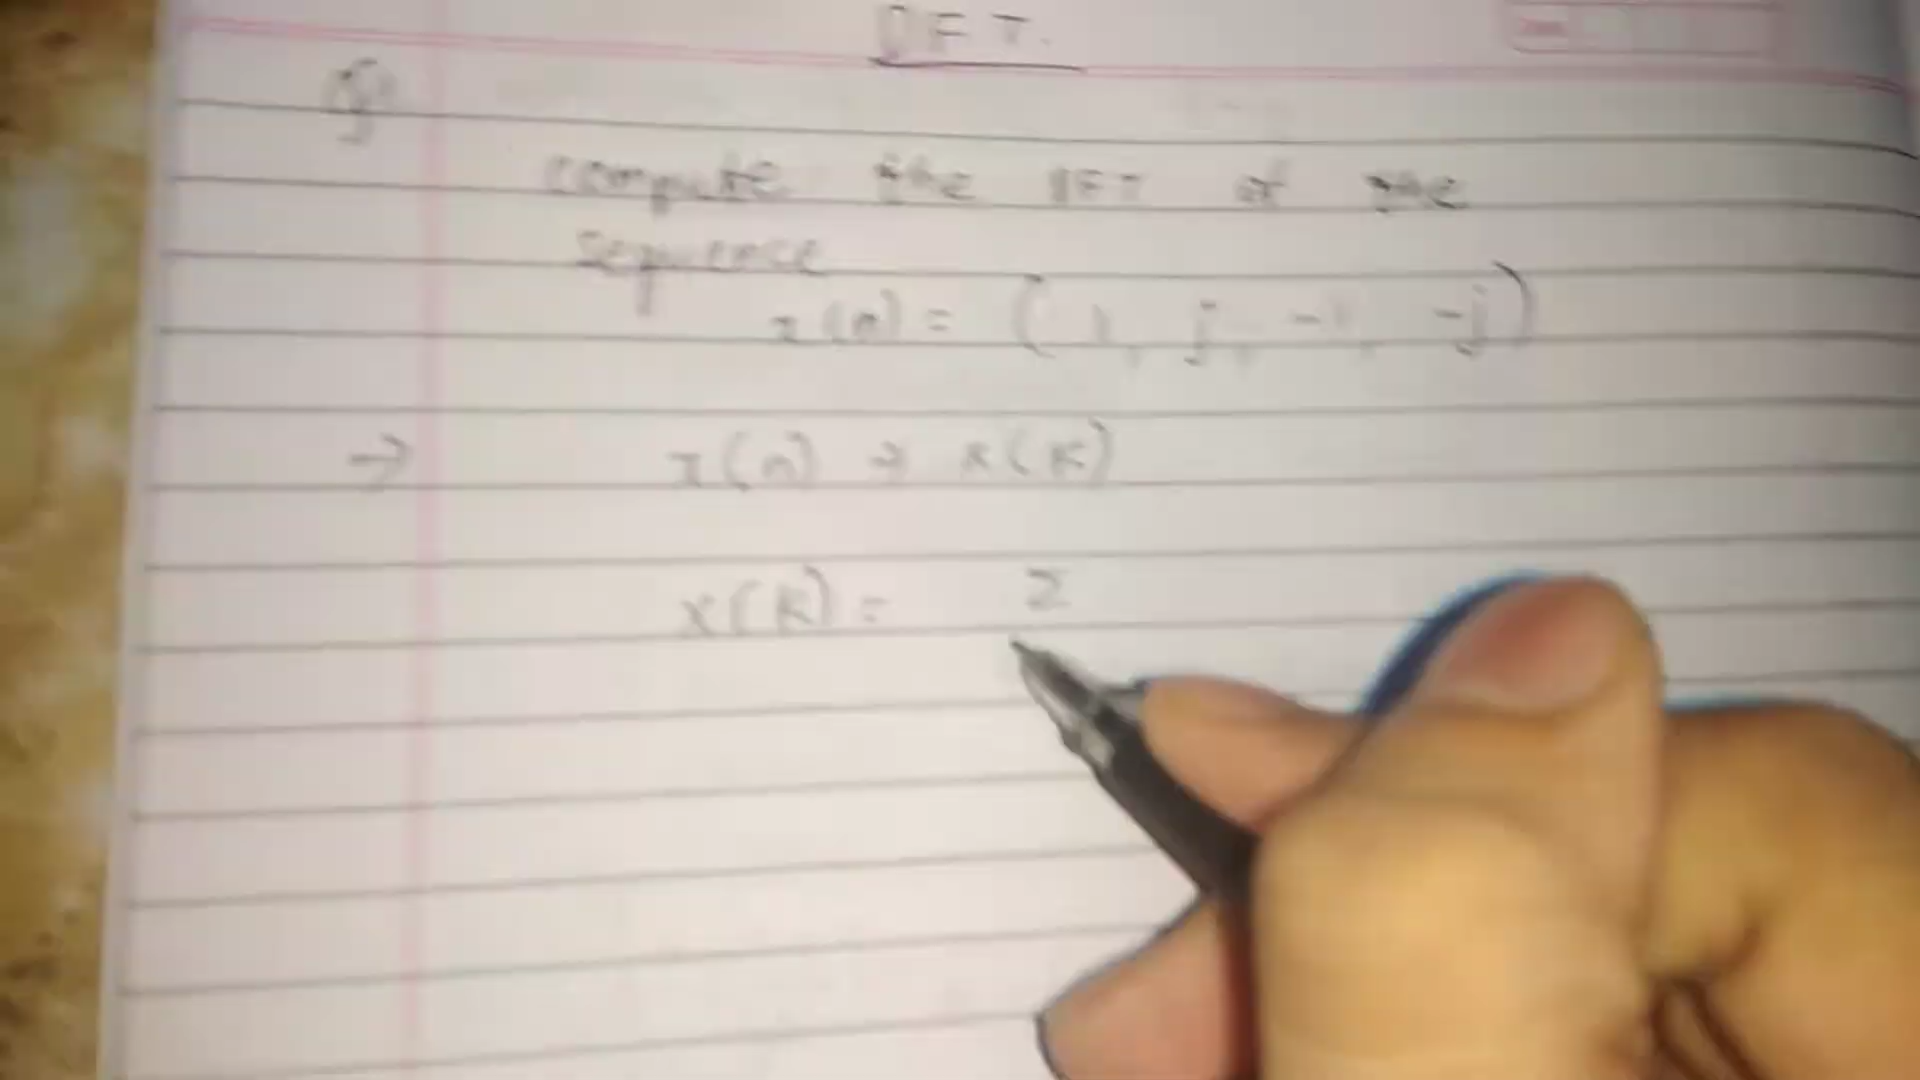 DFT.
Q)
compute the DFT of the
sequence
x(n) = (1, j, -1, -j)
→ x(n) → x(k)
x(k) = Σ